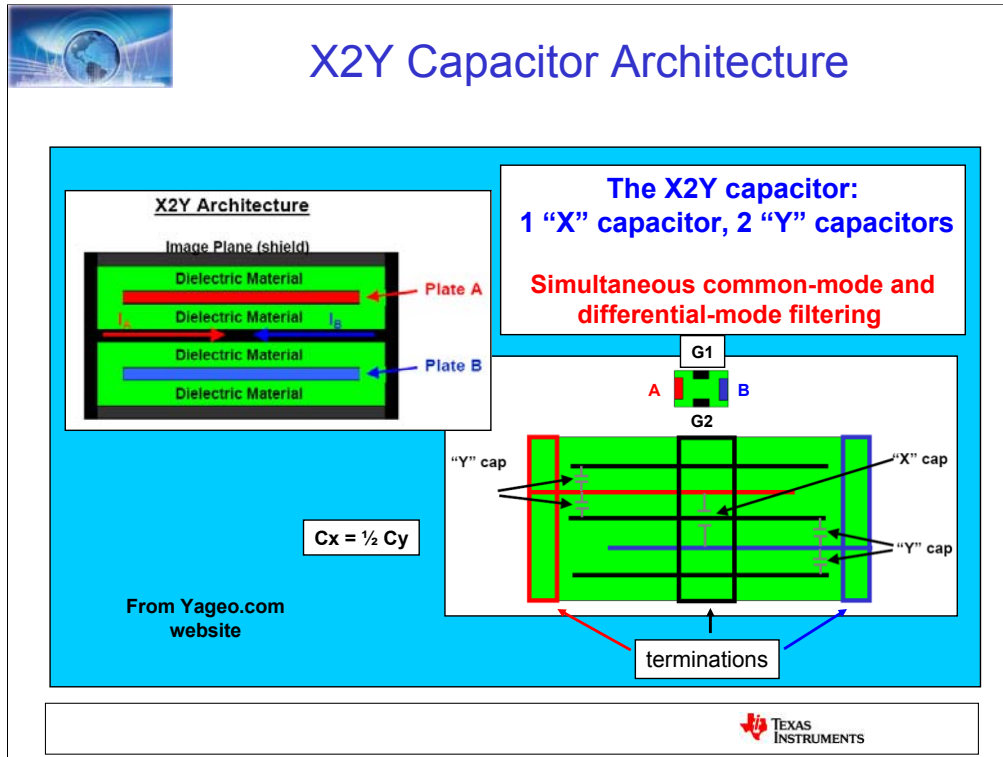 X2Y Capacitor Architecture
X2Y Architecture
Image Plane (shield)
Dielectric Material
Plate A
Dielectric Material
IA
IB
Dielectric Material
Plate B
Dielectric Material
The X2Y capacitor:
1 “X” capacitor, 2 “Y” capacitors
Simultaneous common-mode and
differential-mode filtering
G1
A
B
G2
“Y” cap
“X” cap
“Y” cap
Cx = ½ Cy
From Yageo.com
website
terminations
TEXAS
INSTRUMENTS